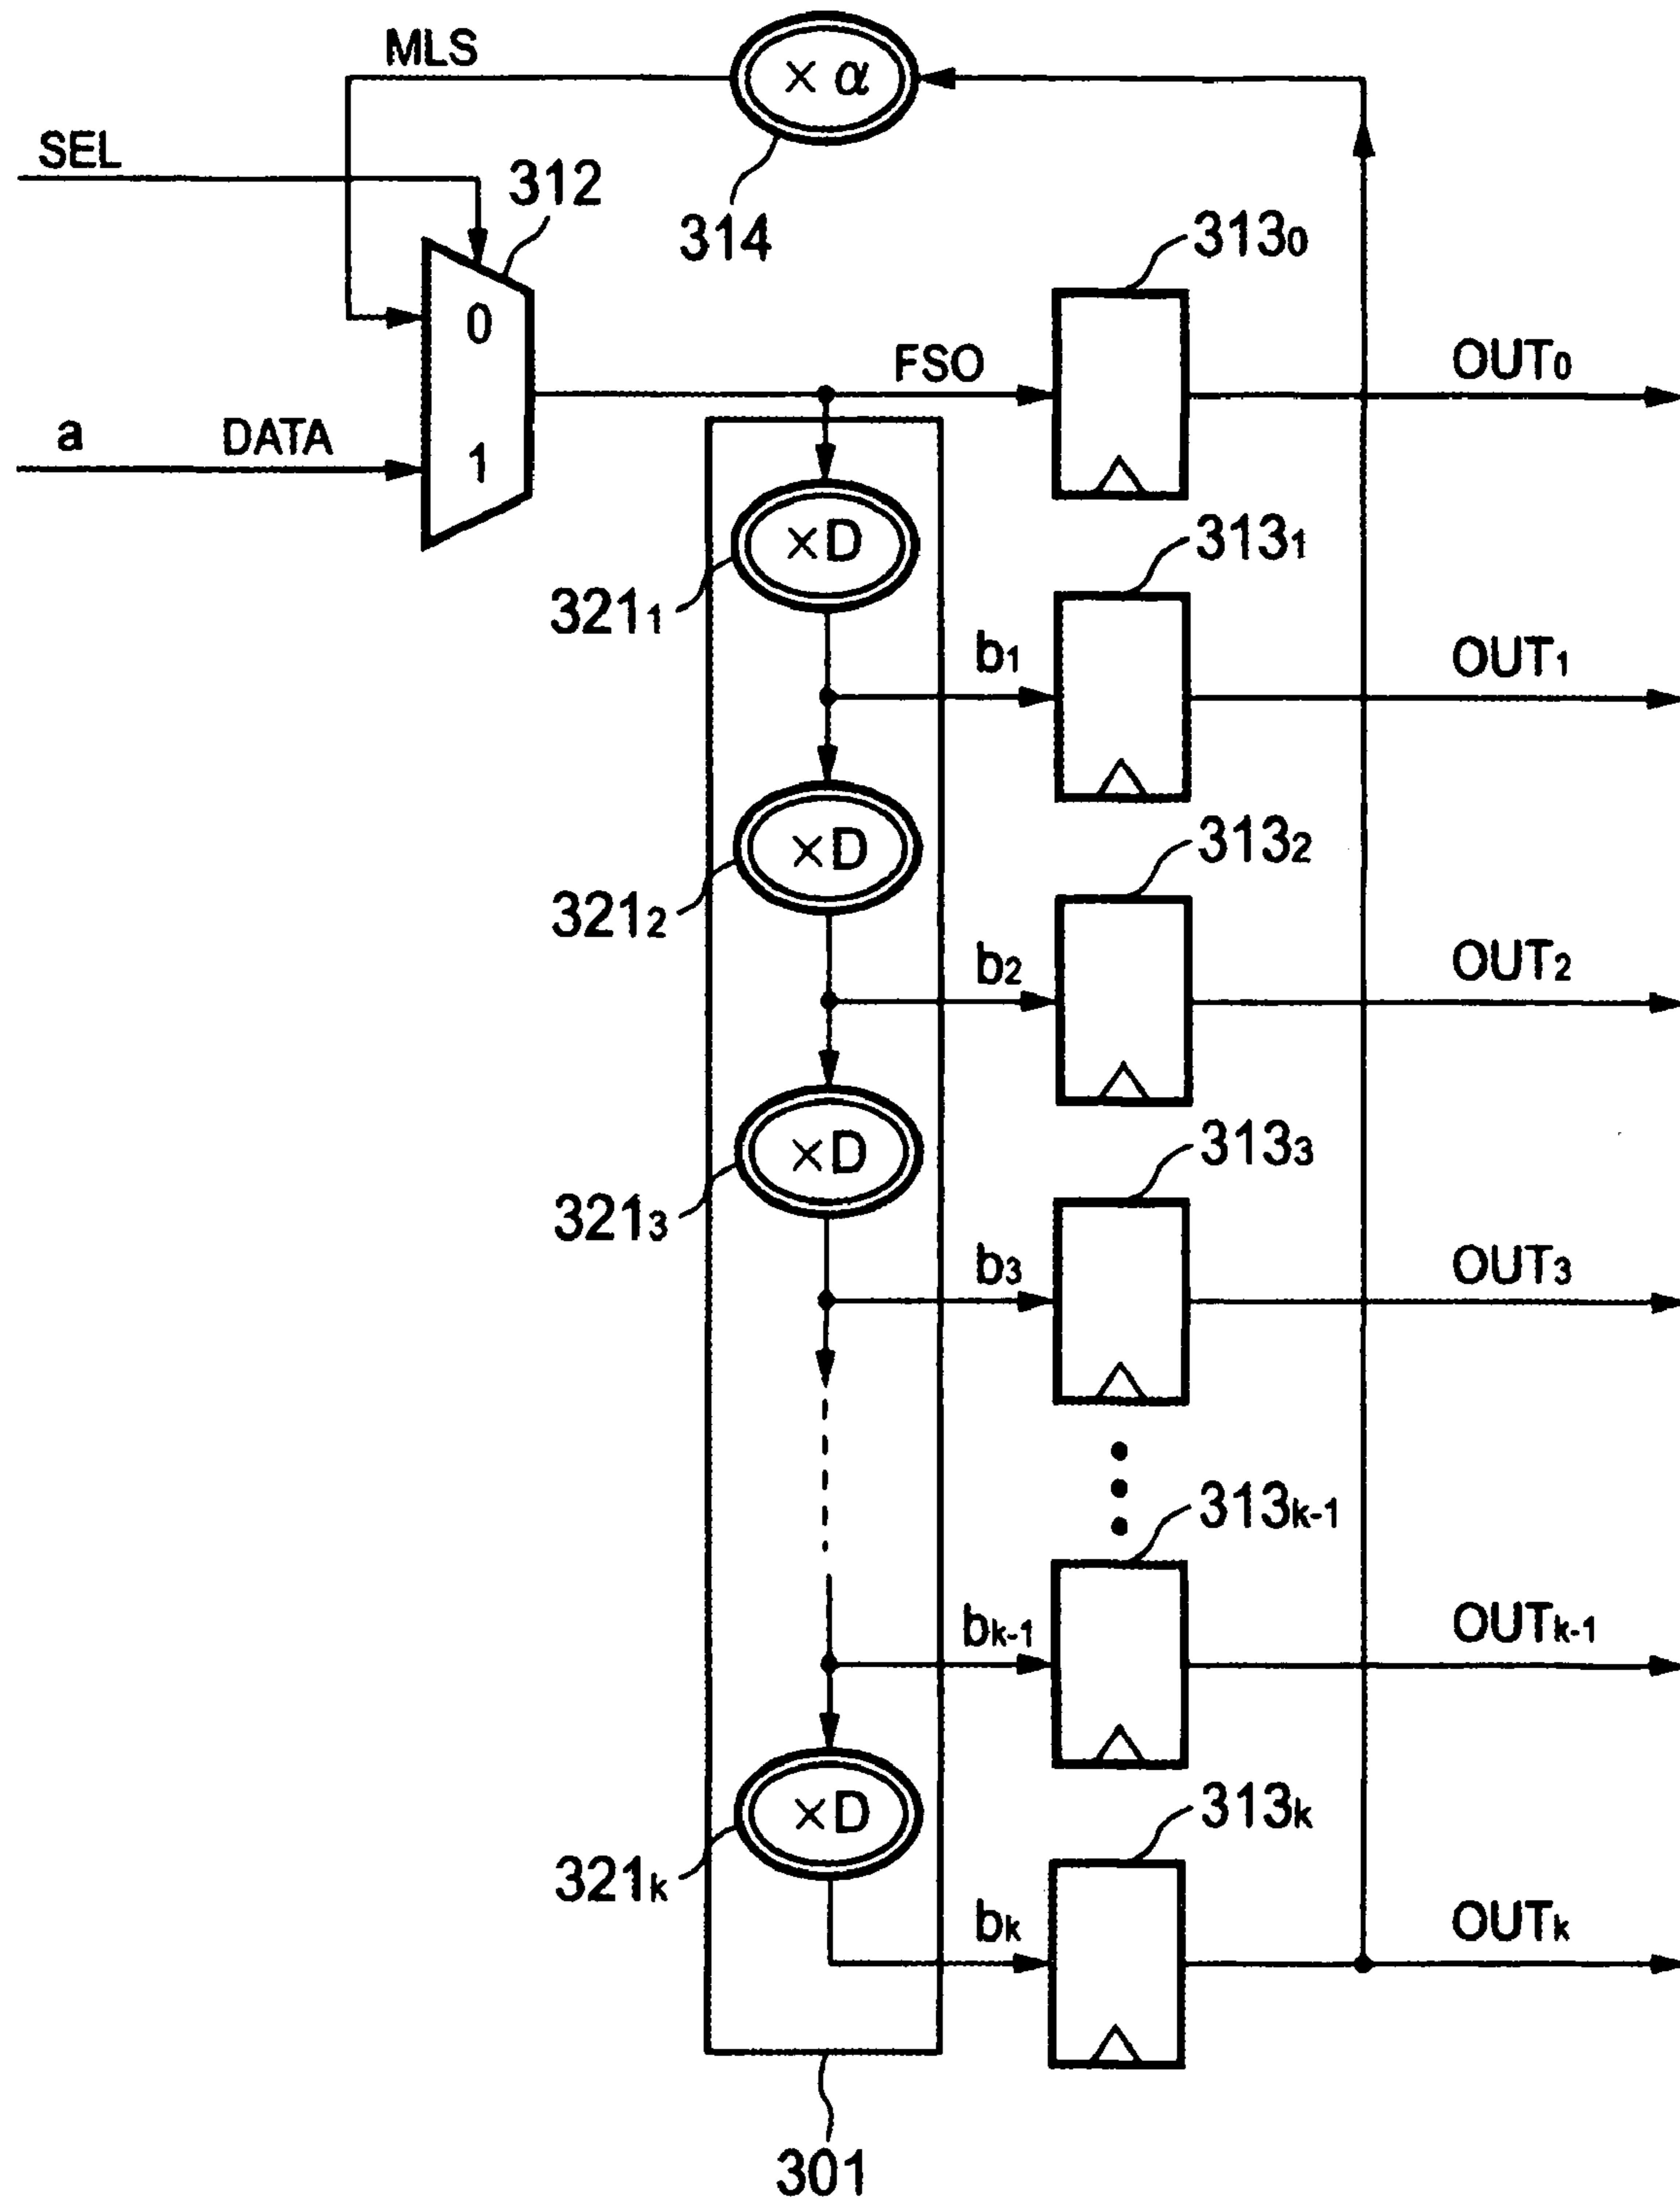 MLS
× α
SEL
312
314
313₀
0
FSO
OUT₀
a
DATA
1
×D
313₁
321₁
b₁
OUT₁
313₂
×D
321₂
b₂
OUT₂
313₃
×D
321₃
b₃
OUT₃
313ₖ₋₁
bₖ₋₁
OUTₖ₋₁
313ₖ
×D
321ₖ
bₖ
OUTₖ
301